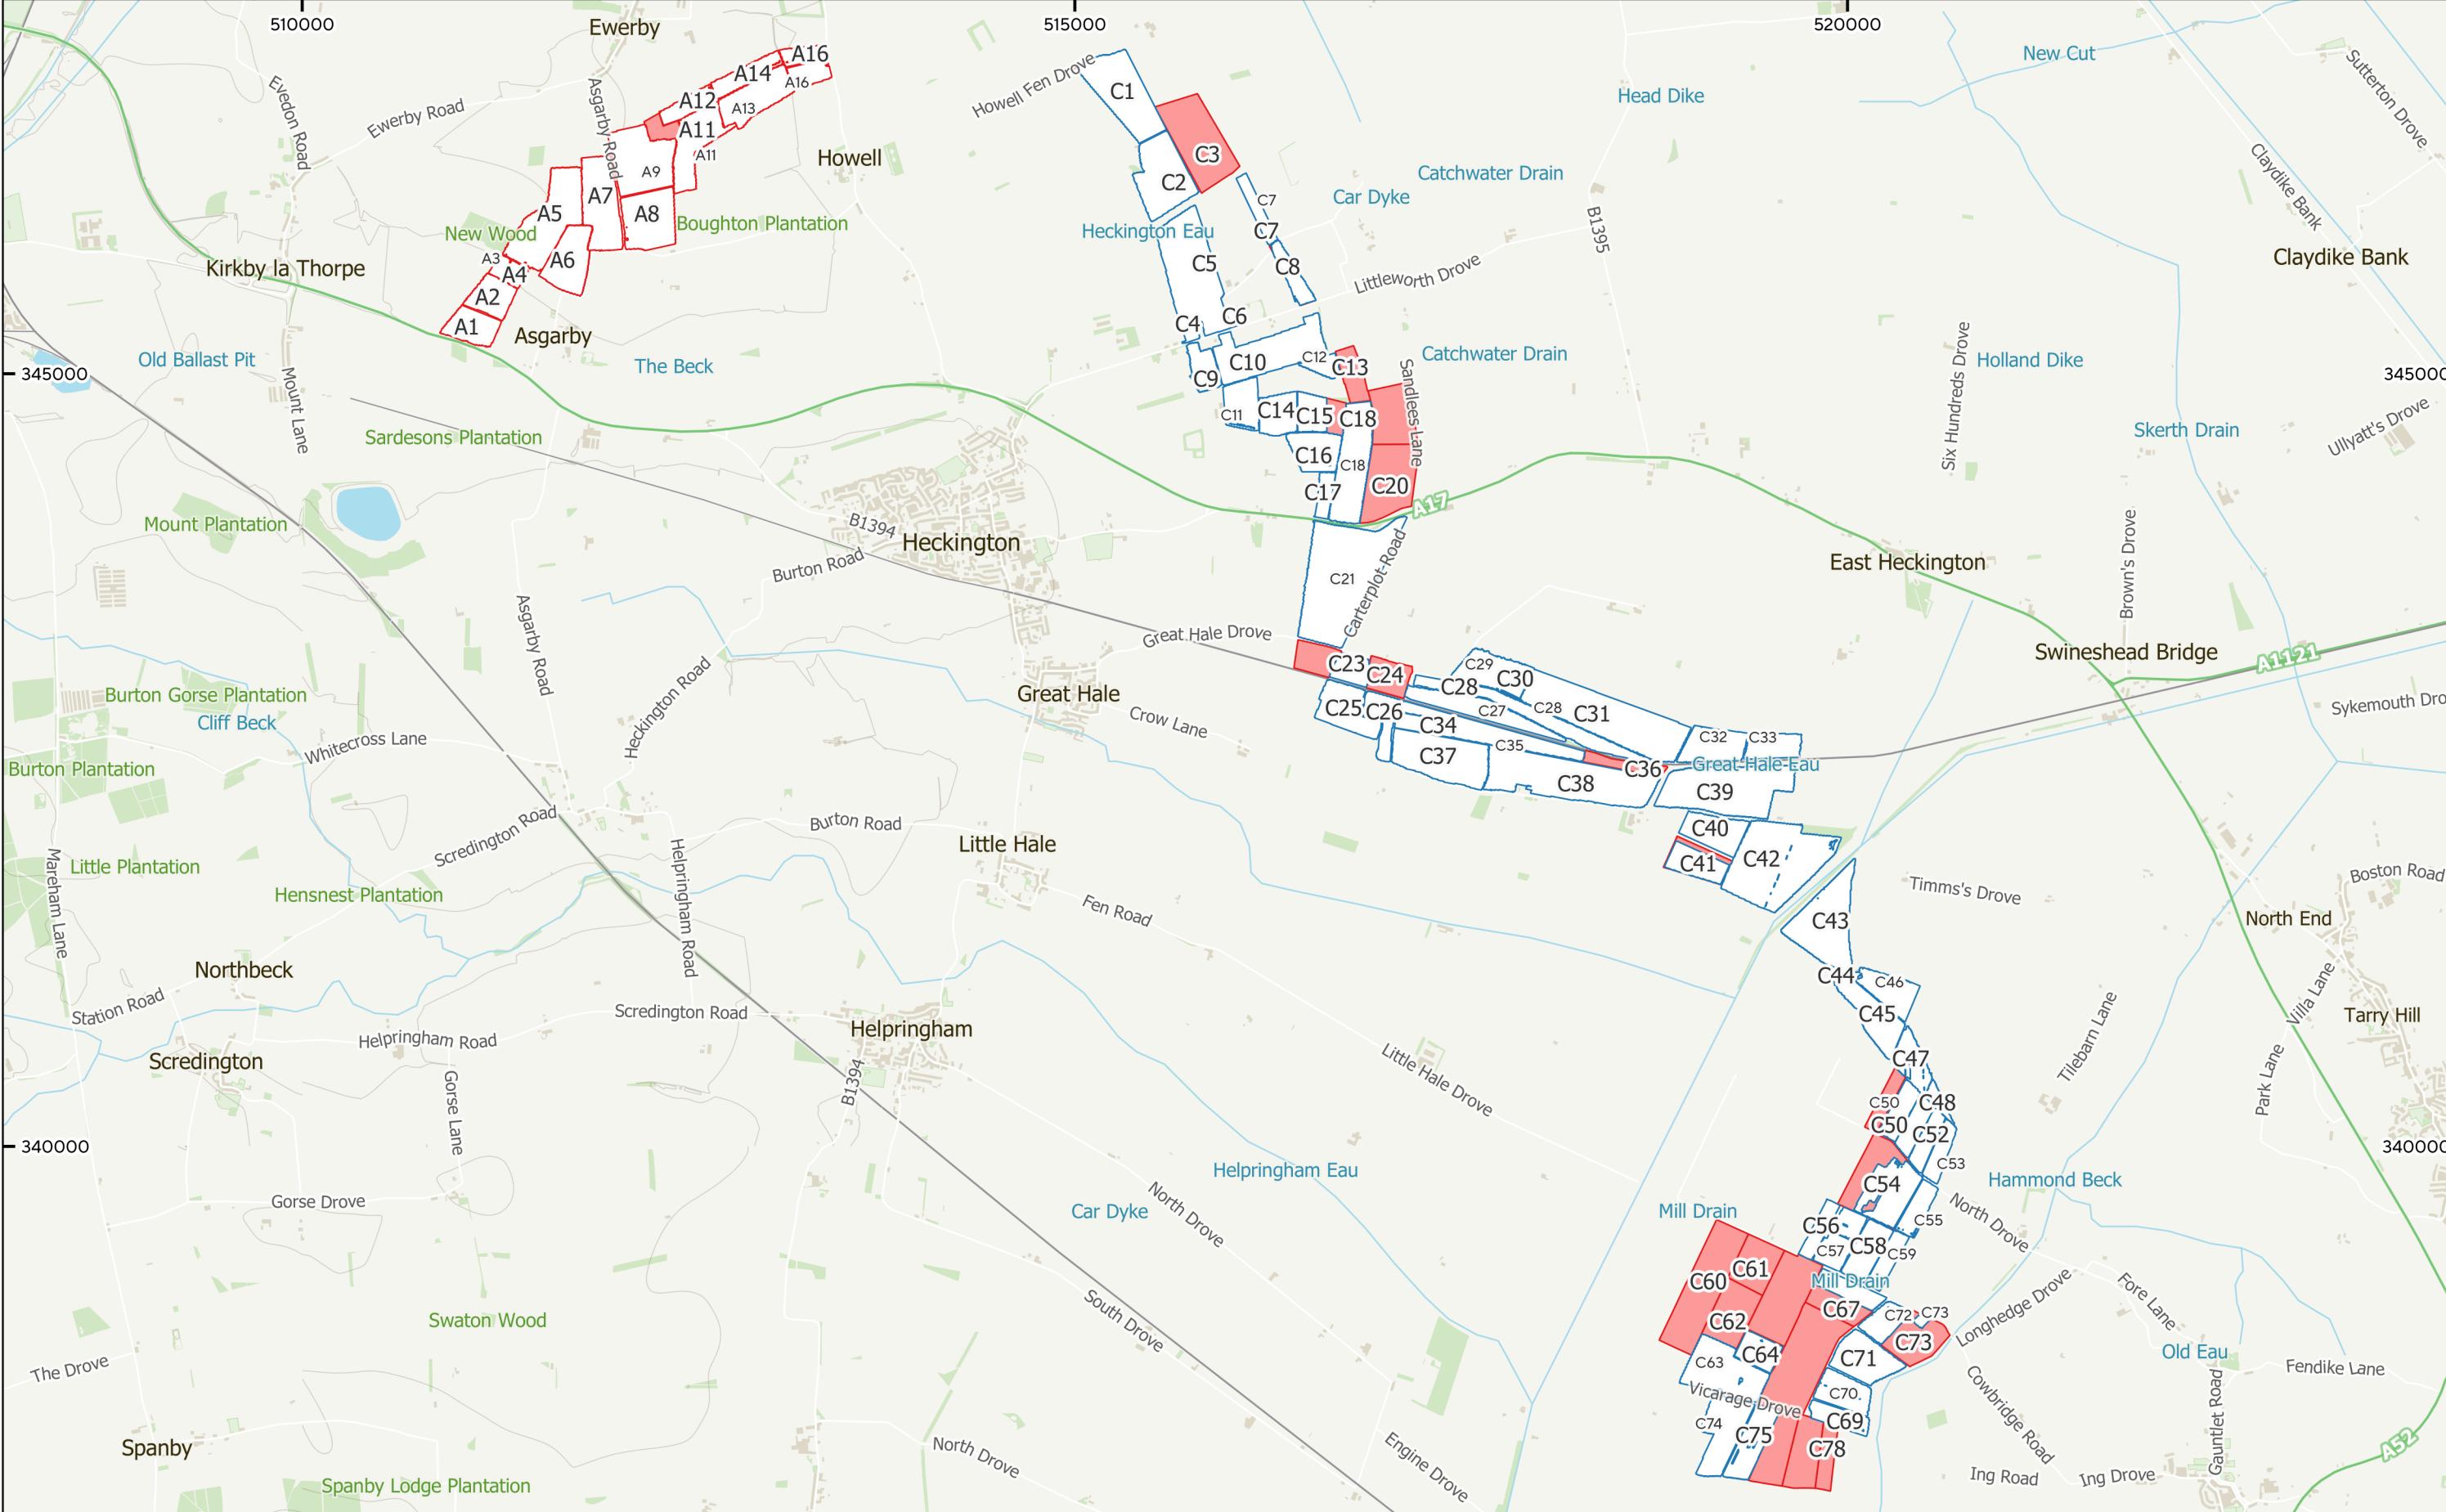 510000
515000
520000
Ewerby
New Cut
Sutterton Drove
Howell Fen Drove
Head Dike
Evedon Road
Ewerby Road
Asgarby Road
A16
A14
A16
A12
A13
A11
A11
C1
C3
C2
Claydike Bank
Howell
A9
A7
A8
A5
Boughton Plantation
New Wood
Catchwater Drain
Car Dyke
C7
C7
B1395
Heckington Eau
Claydike Bank
Kirkby la Thorpe
A3
A4
A6
A2
A1
C5
C8
Littleworth Drove
Asgarby
C4
C6
Old Ballast Pit
The Beck
C10
C12
C13
Catchwater Drain
Six Hundreds Drove
Holland Dike
345000
345000
C9
Mount Lane
Sandlees Lane
C11
C14
C15
C18
Ullyatt's Drove
Skerth Drain
Sardesons Plantation
C16
C18
C17
C20
A17
Mount Plantation
B1394
Heckington
Burton Road
East Heckington
Brown's Drove
C21
Carterplot Road
Asgarby Road
Great Hale Drove
Swineshead Bridge
A1121
C23
C24
C29
C30
C28
Heckington Road
Burton Gorse Plantation
Great Hale
Cliff Beck
Crow Lane
C25
C26
C27
C28
C31
C34
Sykemouth Dro
Whitecross Lane
C35
C32
C33
Burton Plantation
C37
C36
Great Hale Eau
C38
C39
Scredington Road
Burton Road
C40
Little Hale
C41
C42
Mareham Lane
Little Plantation
Helpringham Road
Hensnest Plantation
Timms's Drove
Boston Road
Fen Road
C43
North End
Northbeck
C44
C46
Station Road
Villa Lane
C45
Scredington Road
Tarry Hill
Helpringham
Helpringham Road
Scredington
C47
Tilebarn Lane
Little Hale Drove
B1394
Park Lane
Gorse Lane
C50
C48
C50
C52
340000
340000
C53
Helpringham Eau
Hammond Beck
C54
Gorse Drove
Car Dyke
North Drove
Mill Drain
C55
C56
North Drove
C57
C58
C59
C61
C60
Mill Drain
Fore Lane
Longhedge Drove
South Drove
C67
C72
C73
Swaton Wood
C62
C73
Old Eau
C64
C71
C63
The Drove
Fendike Lane
Vicarage Drove
C70
Cowbridge Road
Gauntlet Road
C74
C69
C75
C78
Spanby
North Drove
Engine Drove
A52
Ing Road
Ing Drove
Spanby Lodge Plantation